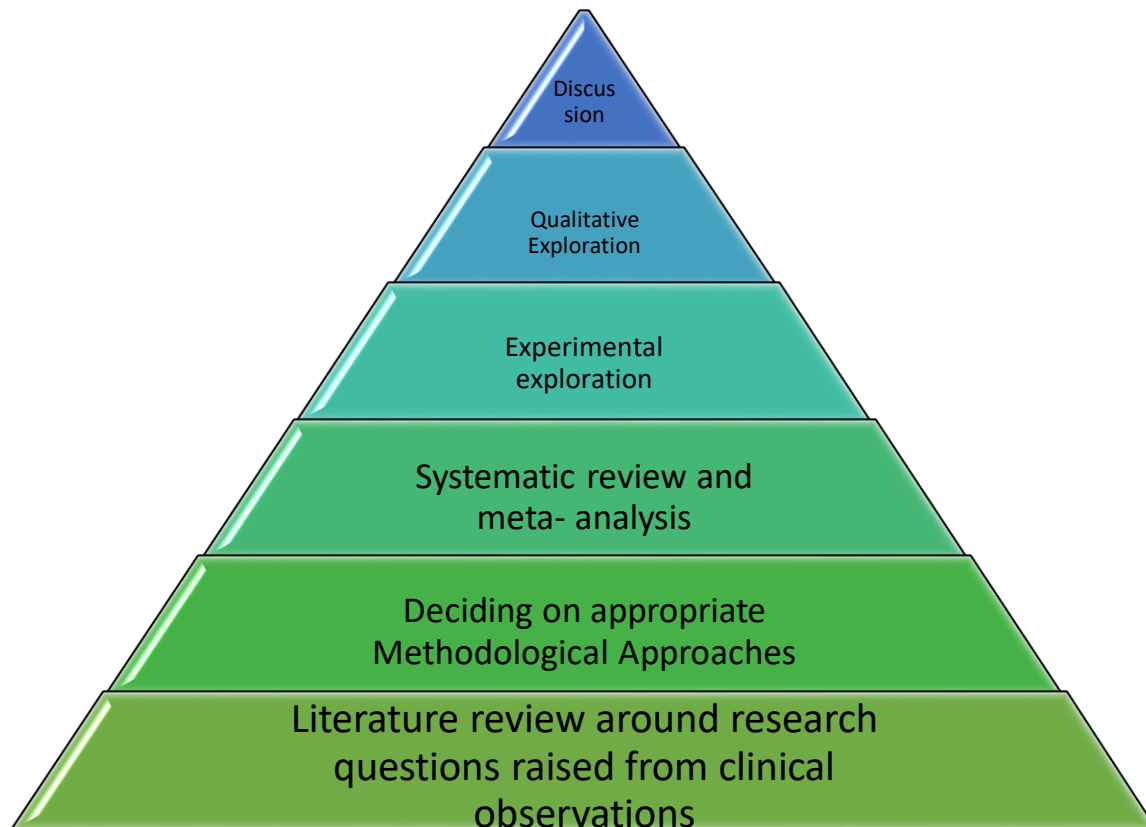 Discus
sion
Qualitative
Exploration
Experimental
exploration
Systematic review and
meta- analysis
Deciding on appropriate
Methodological Approaches
Literature review around research
questions raised from clinical
observations